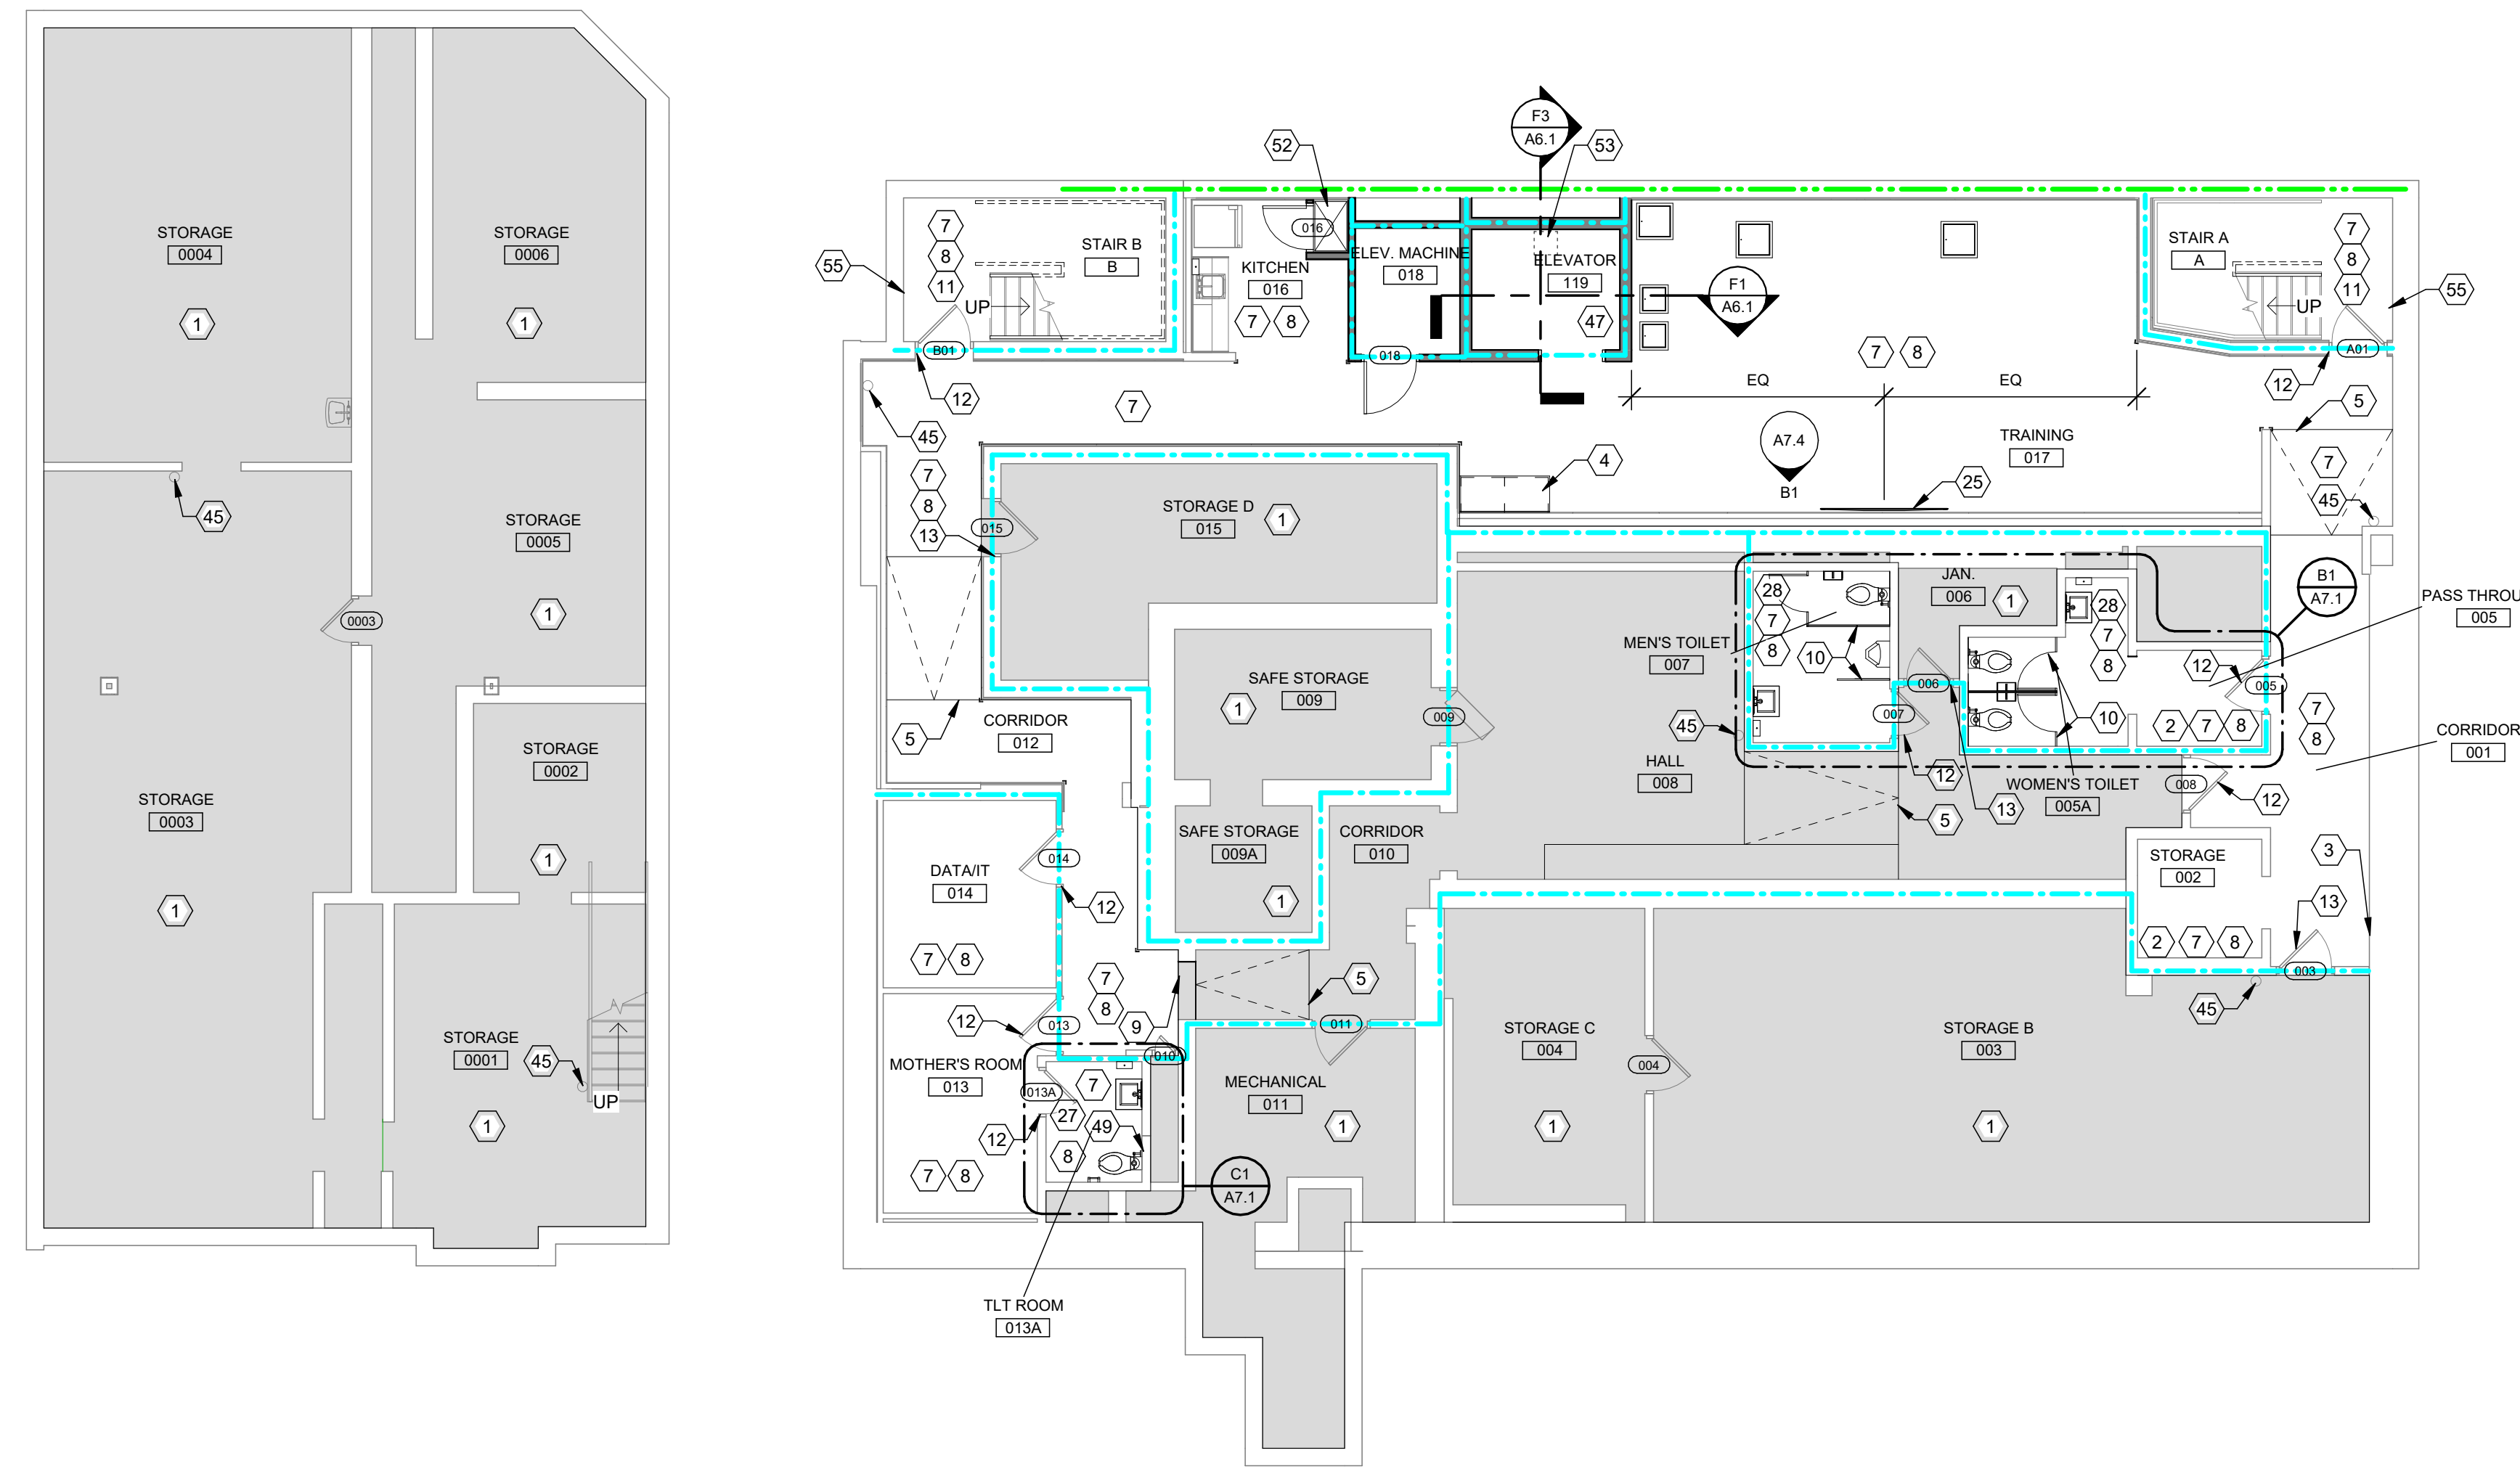 STORAGE
0004
1
STORAGE
0006
1
45
STORAGE
0005
1
0003
STORAGE
0003
1
STORAGE
0002
1
STORAGE
0001
45
UP
1
F3
A6.1
52
53
55
7
8
11
STAIR B
B
UP
B01
12
KITCHEN
016
7
8
016
ELEV. MACHINE
018
018
ELEVATOR
119
47
F1
A6.1
7
8
EQ
EQ
STAIR A
A
7
8
11
UP
55
A01
12
5
7
45
TRAINING
017
A7.4
B1
25
4
7
45
7
8
13
015
STORAGE D
015
1
5
CORRIDOR
012
SAFE STORAGE
009
1
009
SAFE STORAGE
009A
1
CORRIDOR
010
MEN'S TOILET
007
28
7
8
10
45
007
12
HALL
008
5
JAN.
006
1
006
13
WOMEN'S TOILET
005A
28
7
8
10
12
005
2
7
8
B1
A7.1
PASS THROU
005
7
8
CORRIDOR
001
008
12
STORAGE
002
2
7
8
3
13
003
45
DATA/IT
014
014
12
7
8
7
8
9
5
12
013
MOTHER'S ROOM
013
010
013A
7
27
49
12
8
7
8
C1
A7.1
TLT ROOM
013A
011
MECHANICAL
011
1
STORAGE C
004
1
004
STORAGE B
003
1